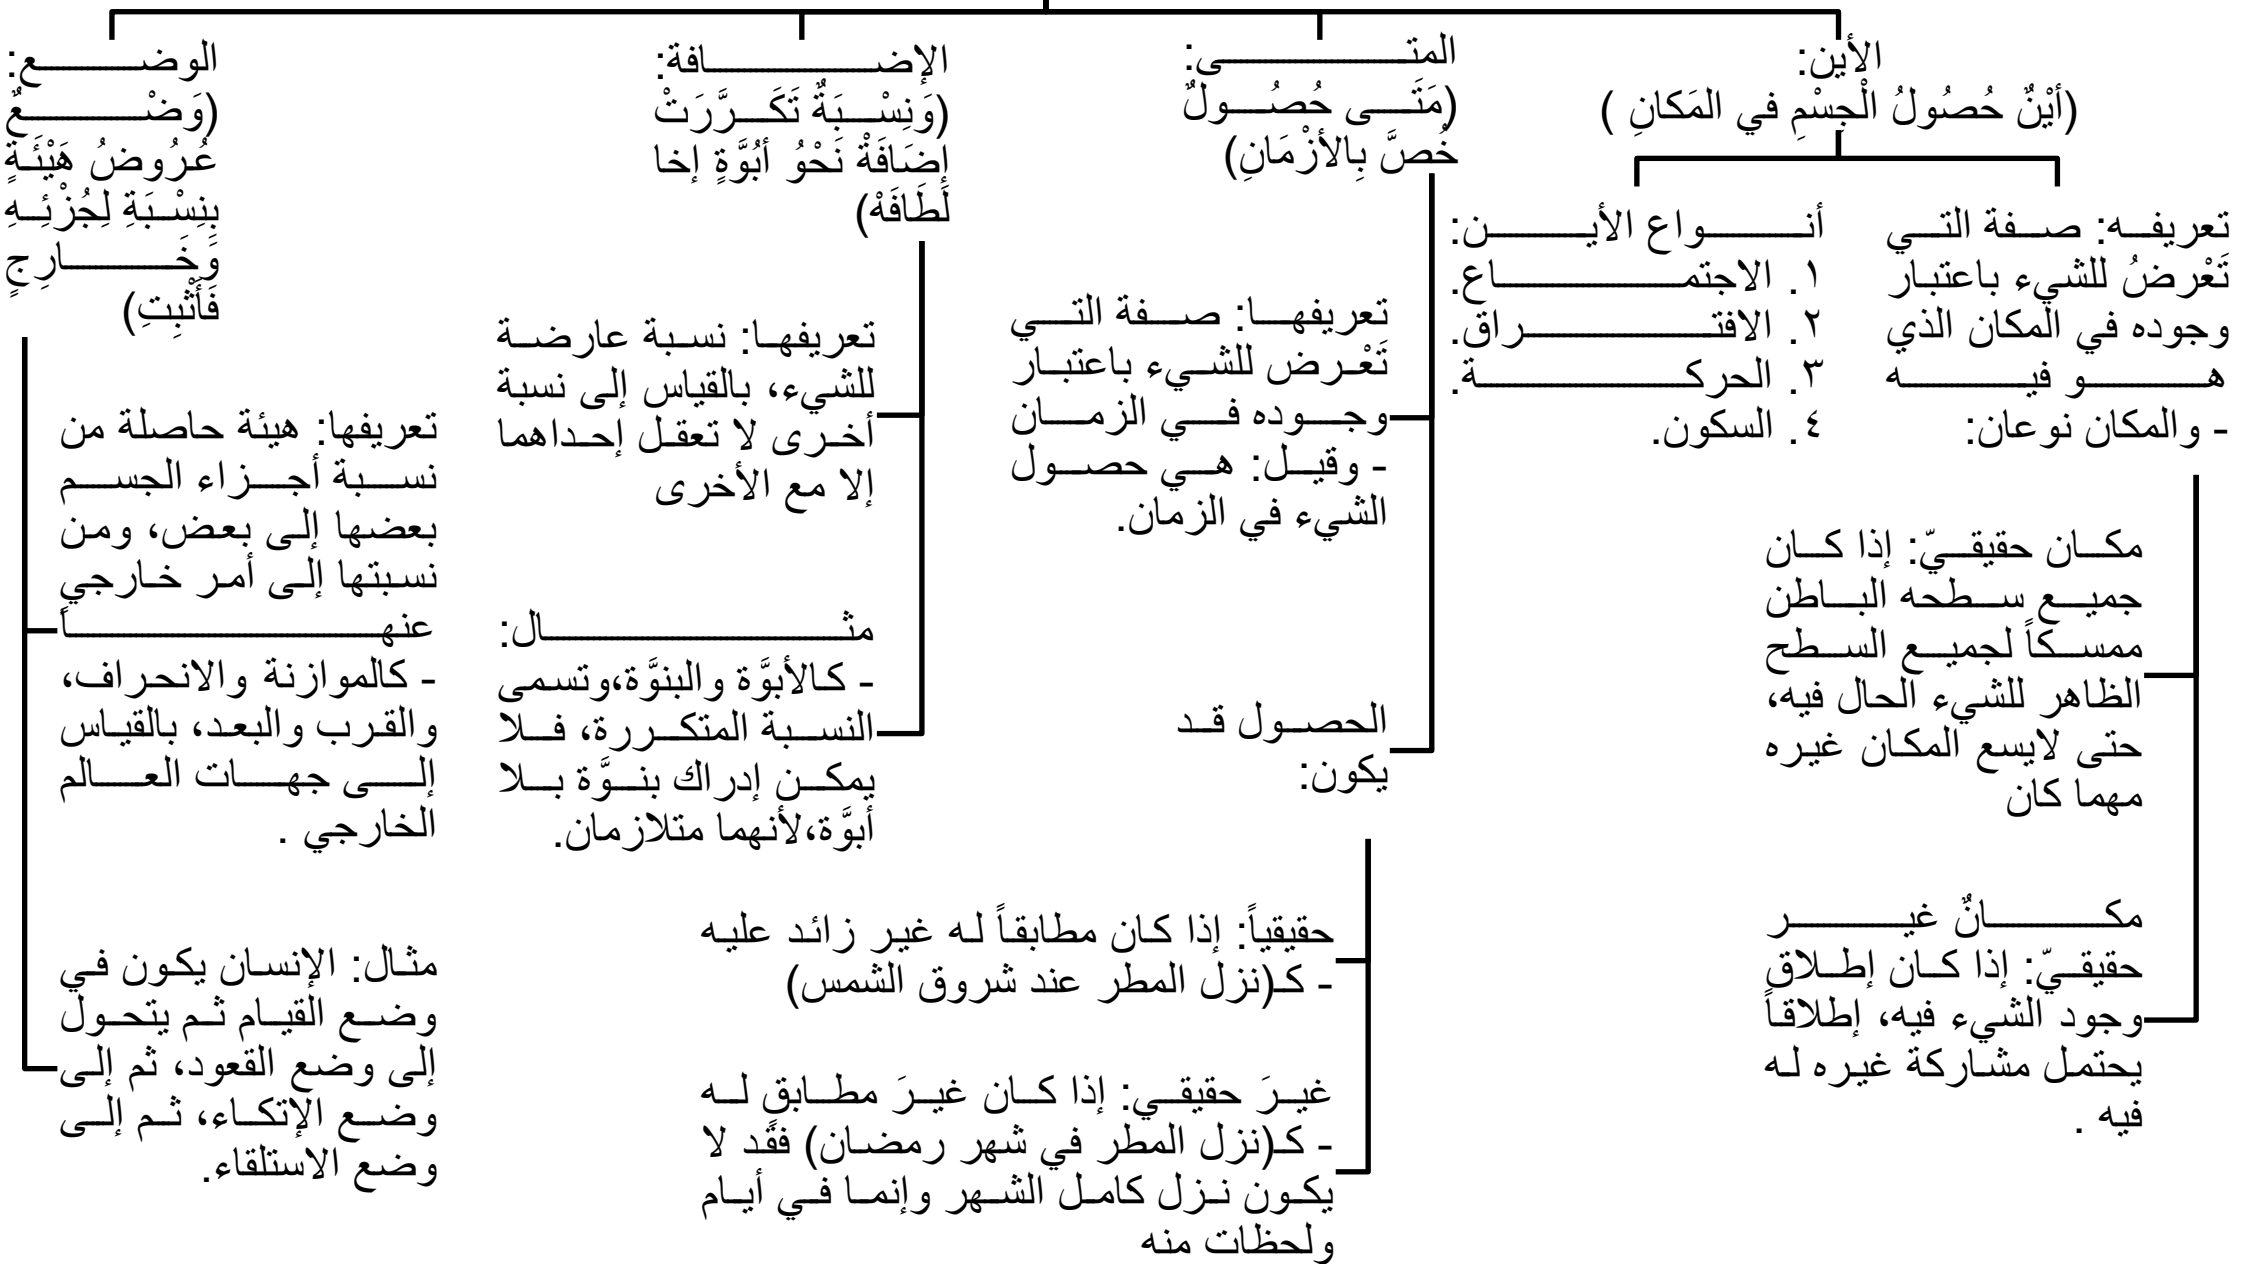 الأين:
(أيْنٌ حُصُولُ الْجِسْمِ في المَكانِ )
تعريفه: صفة التي
تَعْرضُ للشيء باعتبار
وجوده في المكان الذي
هو فيه
- والمكان نوعان:
مكان حقيقيّ: إذا كان
جميع سطحه الباطن
ممسكاً لجميع السطح
الظاهر للشيء الحال فيه،
حتى لايسع المكان غيره
مهما كان
مكانٌ غير
حقيقيّ: إذا كان إطلاق
وجود الشيء فيه، إطلاقاً
يحتمل مشاركة غيره له
فيه .
أنواع الأين:
١. الاجتماع.
٢. الافتراق.
٣. الحركة.
٤. السكون.
المتى:
(مَتَى حُصُولٌ
خُصَّ بِالأزْمَانِ)
تعريفها: صفة التي
تَعْرض للشيء باعتبار
وجوده في الزمان
- وقيل: هي حصول
الشيء في الزمان.
الحصول قد
يكون:
حقيقياً: إذا كان مطابقاً له غير زائد عليه
- كـ(نزل المطر عند شروق الشمس)
غيرَ حقيقي: إذا كان غيرَ مطابقٍ له
- كـ(نزل المطر في شهر رمضان) فقد لا
يكون نزل كامل الشهر وإنما في أيام
ولحظات منه
الإضافة:
(وَنِسْبَةٌ تَكَرَّرَتْ
إضَافَةْ نَحْوُ أبُوَّةٍ إخا
لَطَافَهْ)
تعريفها: نسبة عارضة
للشيء، بالقياس إلى نسبة
أخرى لا تعقل إحداهما
إلا مع الأخرى
مثال:
- كالأبوَّة والبنوَّة،وتسمى
النسبة المتكررة، فلا
يمكن إدراك بنوَّة بلا
أبوَّة،لأنهما متلازمان.
الوضع:
(وَضْعٌ
عُرُوضُ هَيْئَةٍ
بِنِسْبَةِ لِجُزْئِهِ
وَخَارِجٍ
فَأَثْبِتِ)
تعريفها: هيئة حاصلة من
نسبة أجزاء الجسم
بعضها إلى بعض، ومن
نسبتها إلى أمر خارجي
عنها
- كالموازنة والانحراف،
والقرب والبعد، بالقياس
إلى جهات العالم
الخارجي .
مثال: الإنسان يكون في
وضع القيام ثم يتحول
إلى وضع القعود، ثم إلى
وضع الإتكاء، ثم إلى
وضع الاستلقاء.